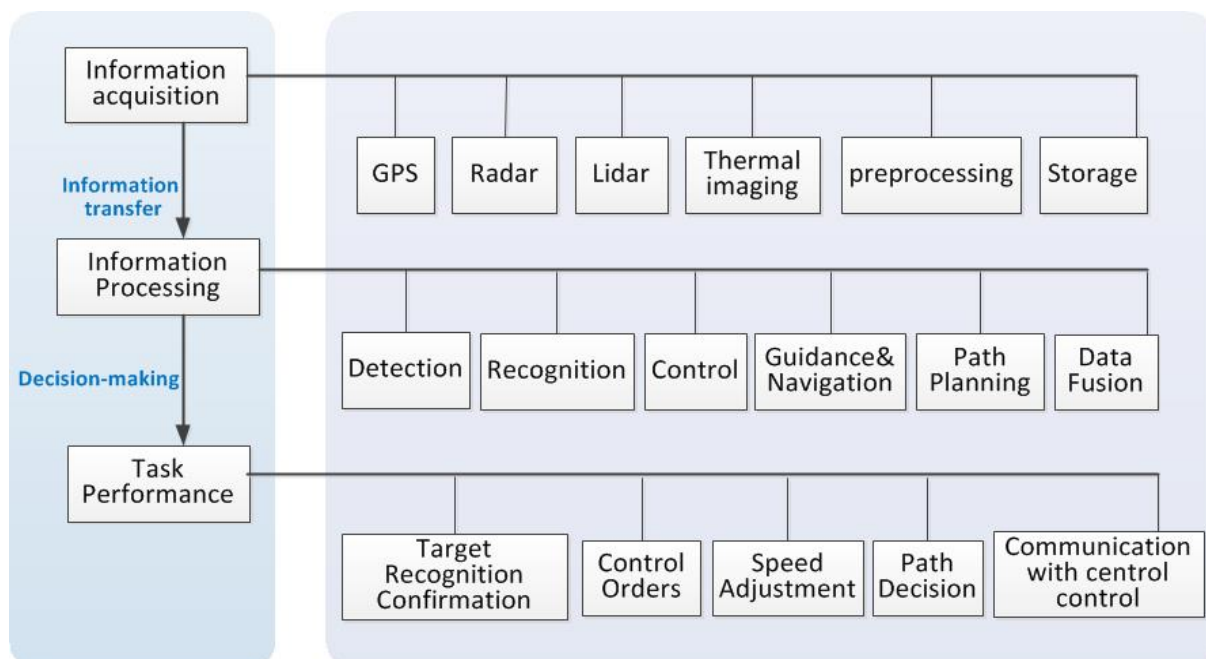 Information
acquisition
GPS
Radar
Lidar
Thermal
imaging
preprocessing
Storage
Information
transfer
Information
Processing
Detection
Recognition
Control
Guidance&
Navigation
Path
Planning
Data
Fusion
Decision-making
Task
Performance
Target
Recognition
Confirmation
Control
Orders
Speed
Adjustment
Path
Decision
Communication
with central
control